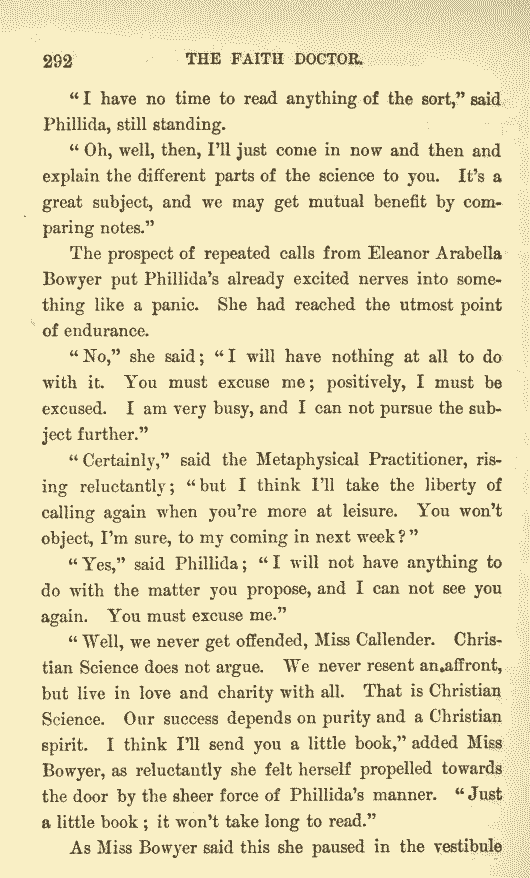 292 THE FAITH DOCTOR.
“I have no time to read anything of the sort,” said
Phillida, still standing.
“Oh, well, then, I’ll just come in now and then and
explain the different parts of the science to you. It’s a
great subject, and we may get mutual benefit by com-
paring notes.”
The prospect of repeated calls from Eleanor Arabella
Bowyer put Phillida’s already excited nerves into some-
thing like a panic. She had reached the utmost point
of endurance.
“No,” she said; “I will have nothing at all to do
with it. You must excuse me; positively, I must be
excused. I am very busy, and I can not pursue the sub-
ject further.”
“Certainly,” said the Metaphysical Practitioner, ris-
ing reluctantly; “but I think I’ll take the liberty of
calling again when you’re more at leisure. You won’t
object, I’m sure, to my coming in next week?”
“Yes,” said Phillida; “I will not have anything to
do with the matter you propose, and I can not see you
again. You must excuse me.”
“Well, we never get offended, Miss Callender. Chris-
tian Science does not argue. We never resent an affront,
but live in love and charity with all. That is Christian
Science. Our success depends on purity and a Christian
spirit. I think I’ll send you a little book,” added Miss
Bowyer, as reluctantly she felt herself propelled towards
the door by the sheer force of Phillida’s manner. “Just
a little book; it won’t take long to read.”
As Miss Bowyer said this she paused in the vestibule